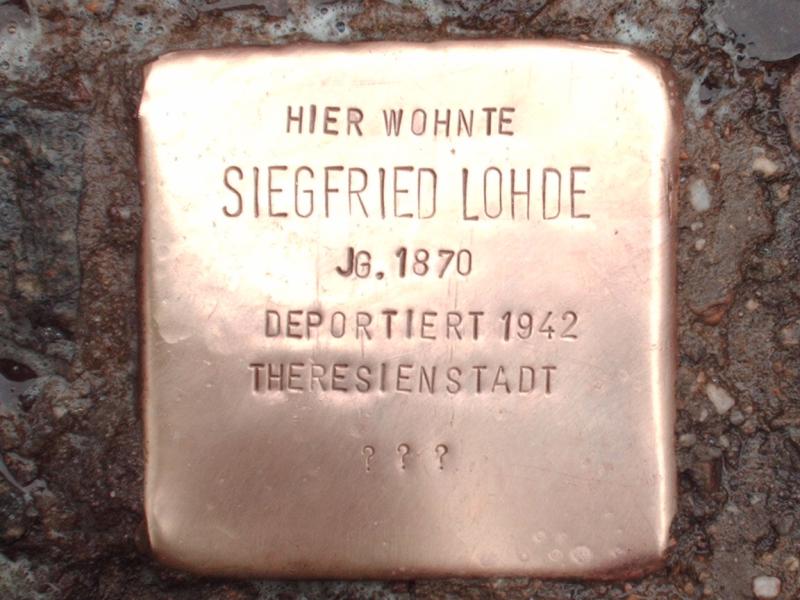 HIER WOHNTE
SIEGFRIED LOHDE
JG. 1870
DEPORTIERT 1942
THERESIENSTADT
? ? ?